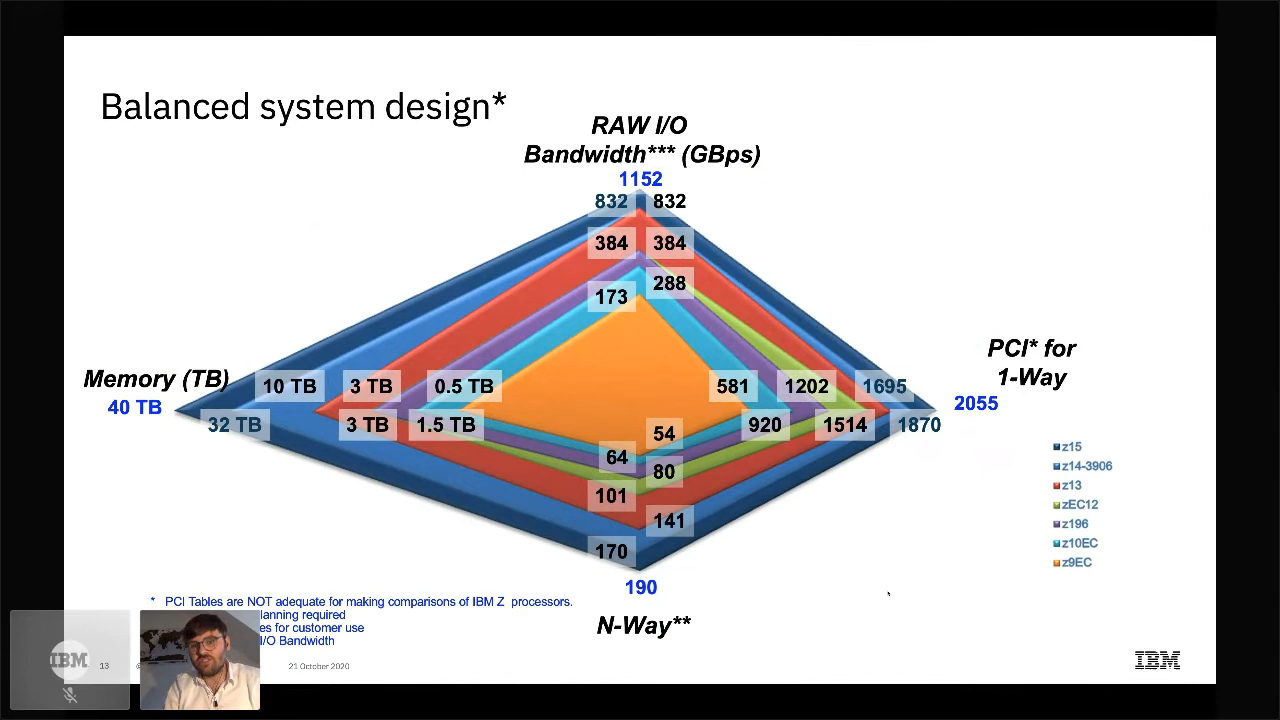 Balanced system design*
RAW I/O
Bandwidth*** (GBps)
1152
832 832
384 384
288
173
Memory (TB)
40 TB
PCI* for
1-Way
2055
10 TB 3 TB 0.5 TB 581 1202 1695
32 TB 3 TB 1.5 TB 920 1514 1870
54
64
80
101
141
170
190
N-Way**
z15
z14-3906
z13
zEC12
z196
z10EC
z9EC
* PCI Tables are NOT adequate for making comparisons of IBM Z processors.
lanning required
es for customer use
I/O Bandwidth
IBM
13
21 October 2020
IBM